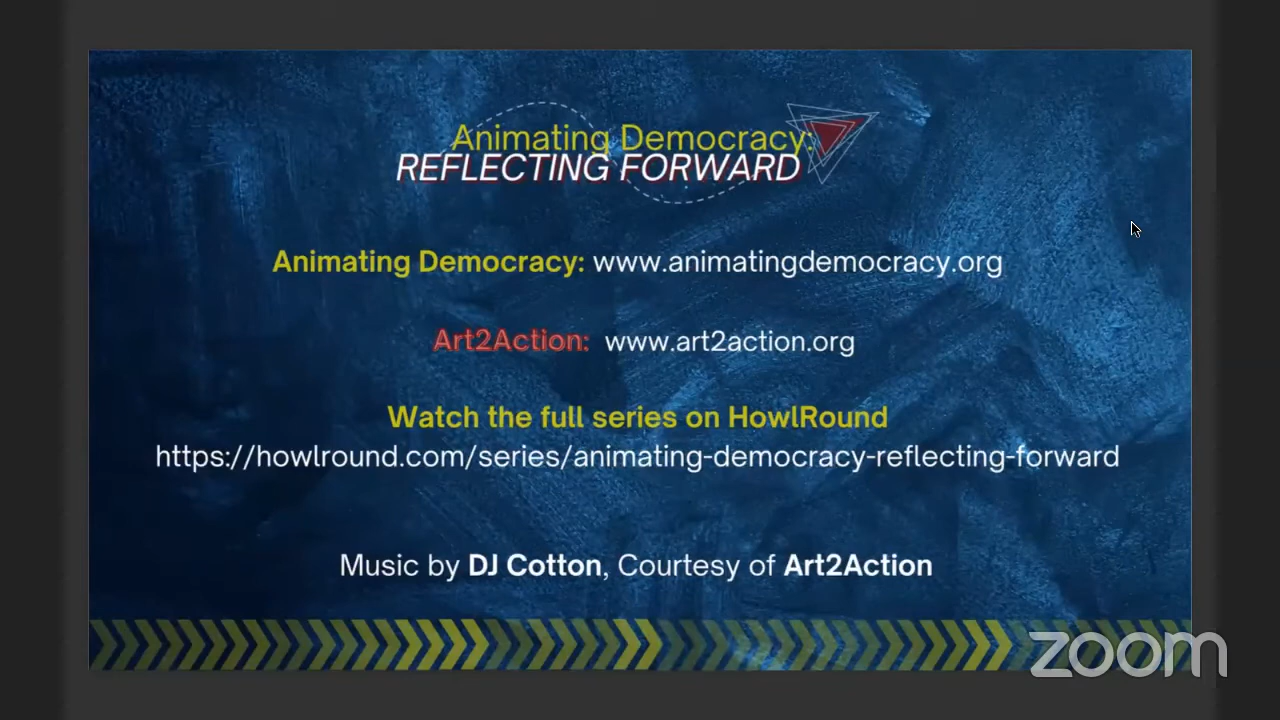 Animating Democracy:
REFLECTING FORWARD
Animating Democracy: www.animatingdemocracy.org
Art2Action: www.art2action.org
Watch the full series on HowlRound
https://howlround.com/series/animating-democracy-reflecting-forward
Music by DJ Cotton, Courtesy of Art2Action
zoom